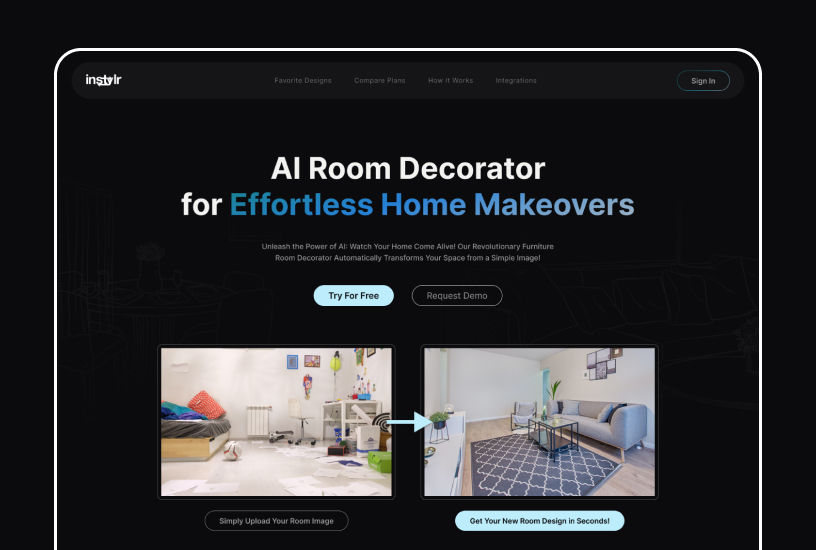 instylr
Favorite Designs
Compare Plans
How It Works
Integrations
Sign In
AI Room Decorator
for Effortless Home Makeovers
Unleash the Power of AI: Watch Your Home Come Alive! Our Revolutionary Furniture
Room Decorator Automatically Transforms Your Space from a Simple Image!
Try For Free
Request Demo
Simply Upload Your Room Image
Get Your New Room Design in Seconds!